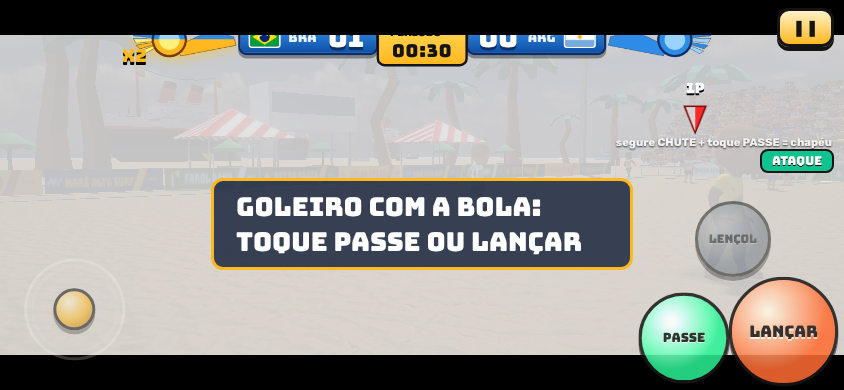 BRA 01
00 ARG
00:30
X2
1P
segure CHUTE + toque PASSE = chapéu
ATAQUE
GOLEIRO COM A BOLA:
TOQUE PASSE OU LANÇAR
LENÇOL
PASSE
LANÇAR